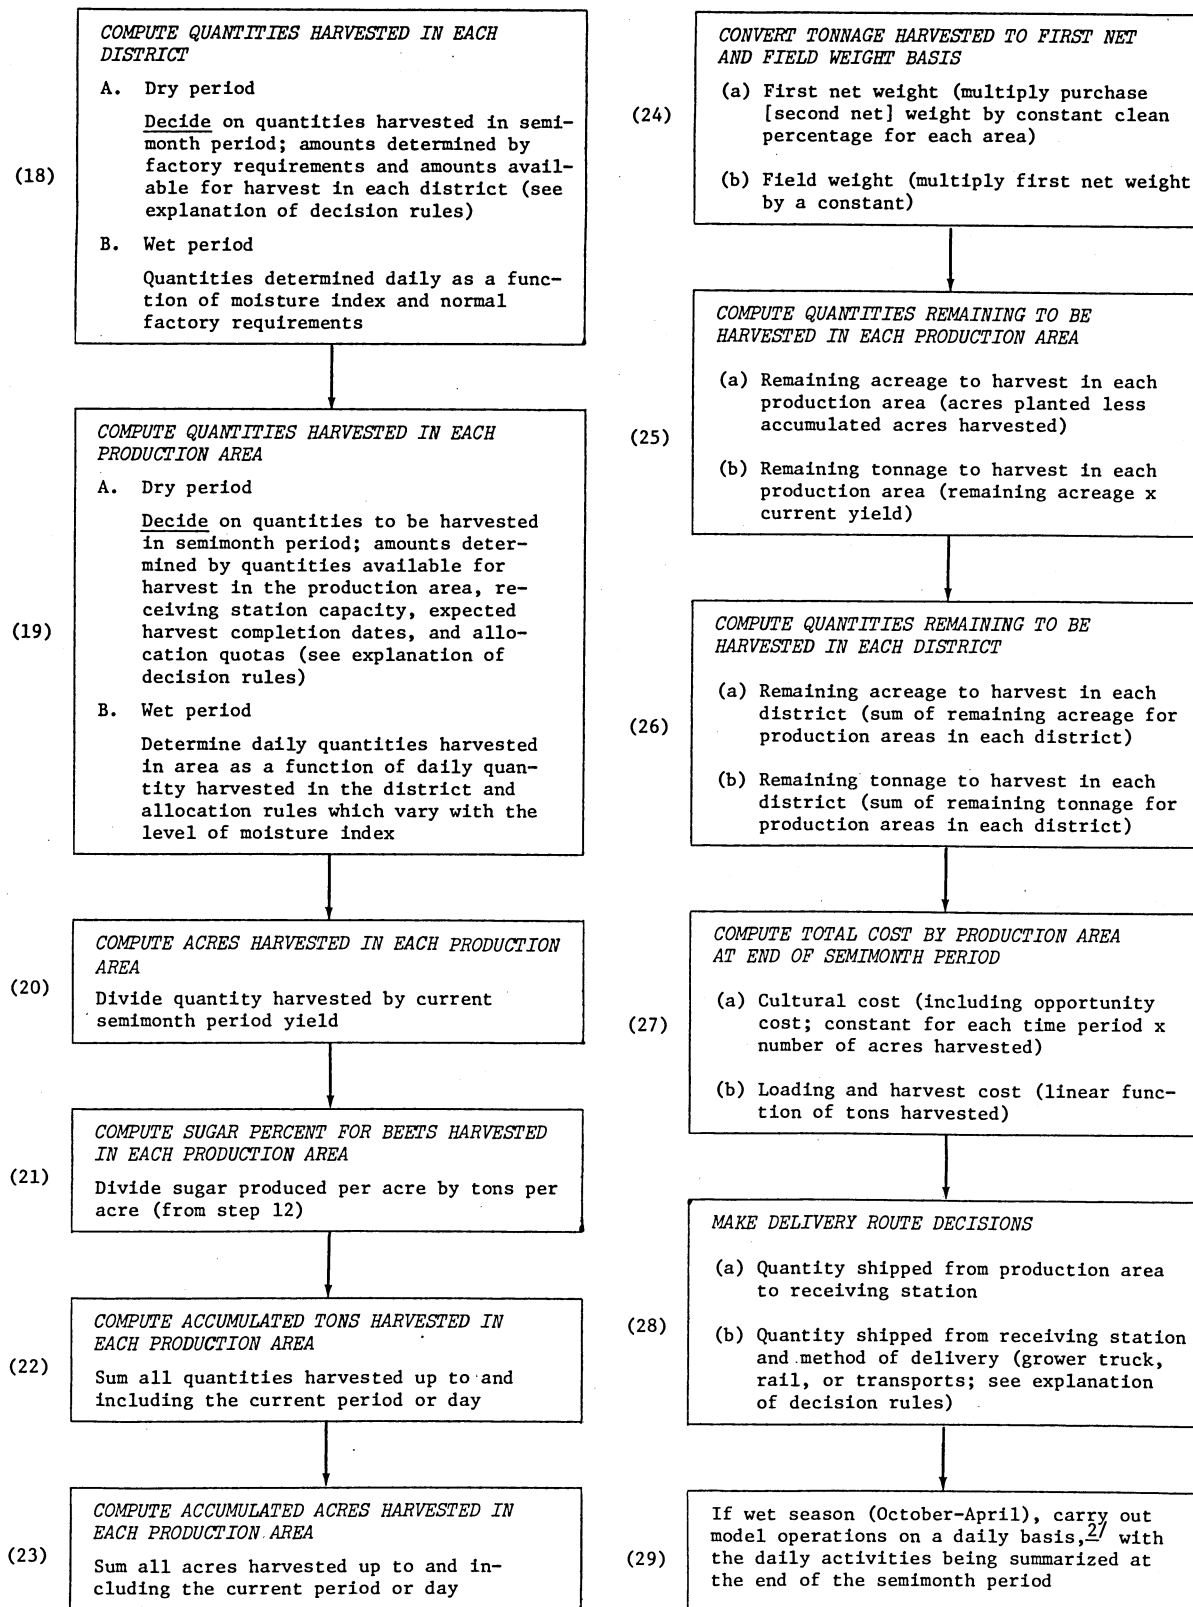 COMPUTE QUANTITIES HARVESTED IN EACH
DISTRICT
A. Dry period
Decide on quantities harvested in semi-
month period; amounts determined by
factory requirements and amounts avail-
able for harvest in each district (see
explanation of decision rules)
B. Wet period
Quantities determined daily as a func-
tion of moisture index and normal
factory requirements
(18)
COMPUTE QUANTITIES HARVESTED IN EACH
PRODUCTION AREA
A. Dry period
Decide on quantities to be harvested
in semimonth period; amounts deter-
mined by quantities available for
harvest in the production area, re-
ceiving station capacity, expected
harvest completion dates, and allo-
cation quotas (see explanation of
decision rules)
B. Wet period
Determine daily quantities harvested
in area as a function of daily quan-
tity harvested in the district and
allocation rules which vary with the
level of moisture index
(19)
COMPUTE ACRES HARVESTED IN EACH PRODUCTION
AREA
Divide quantity harvested by current
semimonth period yield
(20)
COMPUTE SUGAR PERCENT FOR BEETS HARVESTED
IN EACH PRODUCTION AREA
Divide sugar produced per acre by tons per
acre (from step 12)
(21)
COMPUTE ACCUMULATED TONS HARVESTED IN
EACH PRODUCTION AREA
Sum all quantities harvested up to and
including the current period or day
(22)
COMPUTE ACCUMULATED ACRES HARVESTED IN
EACH PRODUCTION AREA
Sum all acres harvested up to and in-
cluding the current period or day
(23)
CONVERT TONNAGE HARVESTED TO FIRST NET
AND FIELD WEIGHT BASIS
(a) First net weight (multiply purchase
[second net] weight by constant clean
percentage for each area)
(b) Field weight (multiply first net weight
by a constant)
(24)
COMPUTE QUANTITIES REMAINING TO BE
HARVESTED IN EACH PRODUCTION AREA
(a) Remaining acreage to harvest in each
production area (acres planted less
accumulated acres harvested)
(b) Remaining tonnage to harvest in each
production area (remaining acreage x
current yield)
(25)
COMPUTE QUANTITIES REMAINING TO BE
HARVESTED IN EACH DISTRICT
(a) Remaining acreage to harvest in each
district (sum of remaining acreage for
production areas in each district)
(b) Remaining tonnage to harvest in each
district (sum of remaining tonnage for
production areas in each district)
(26)
COMPUTE TOTAL COST BY PRODUCTION AREA
AT END OF SEMIMONTH PERIOD
(a) Cultural cost (including opportunity
cost; constant for each time period x
number of acres harvested)
(b) Loading and harvest cost (linear func-
tion of tons harvested)
(27)
MAKE DELIVERY ROUTE DECISIONS
(a) Quantity shipped from production area
to receiving station
(b) Quantity shipped from receiving station
and method of delivery (grower truck,
rail, or transports; see explanation
of decision rules)
(28)
If wet season (October-April), carry out
model operations on a daily basis,2/ with
the daily activities being summarized at
the end of the semimonth period
(29)